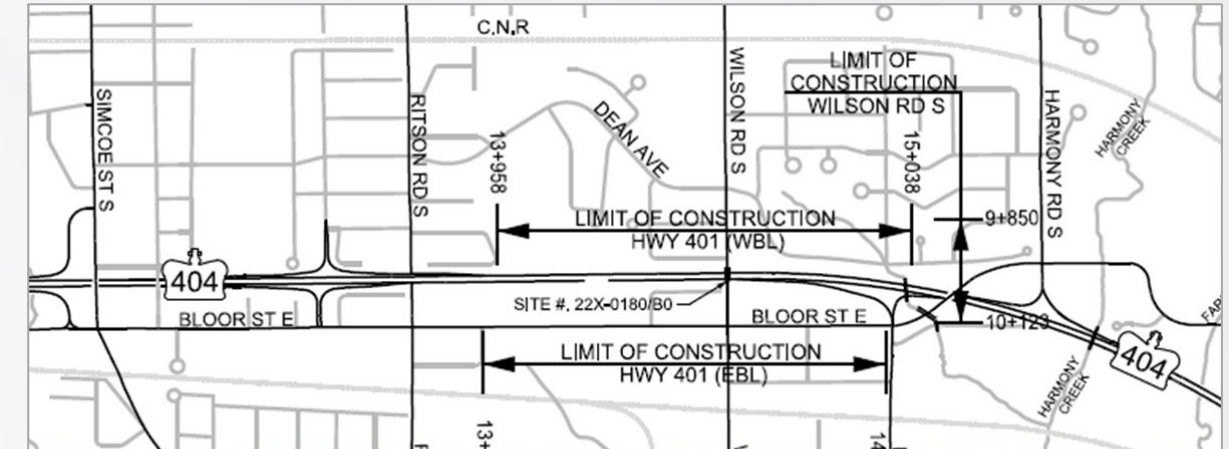 C.N.R
LIMIT OF
CONSTRUCTION
WILSON RD S
SIMCOE ST S
RITSON RD S
13+958
DEAN AVE
WILSON RD S
15+038
HARMONY RD S
HARMONY
CREEK
9+850
LIMIT OF CONSTRUCTION
HWY 401 (WBL)
404
SITE #. 22X-0180/B0
BLOOR ST E
BLOOR ST E
10+123
LIMIT OF CONSTRUCTION
HWY 401 (EBL)
404
HARMONY
CREEK
13+
14